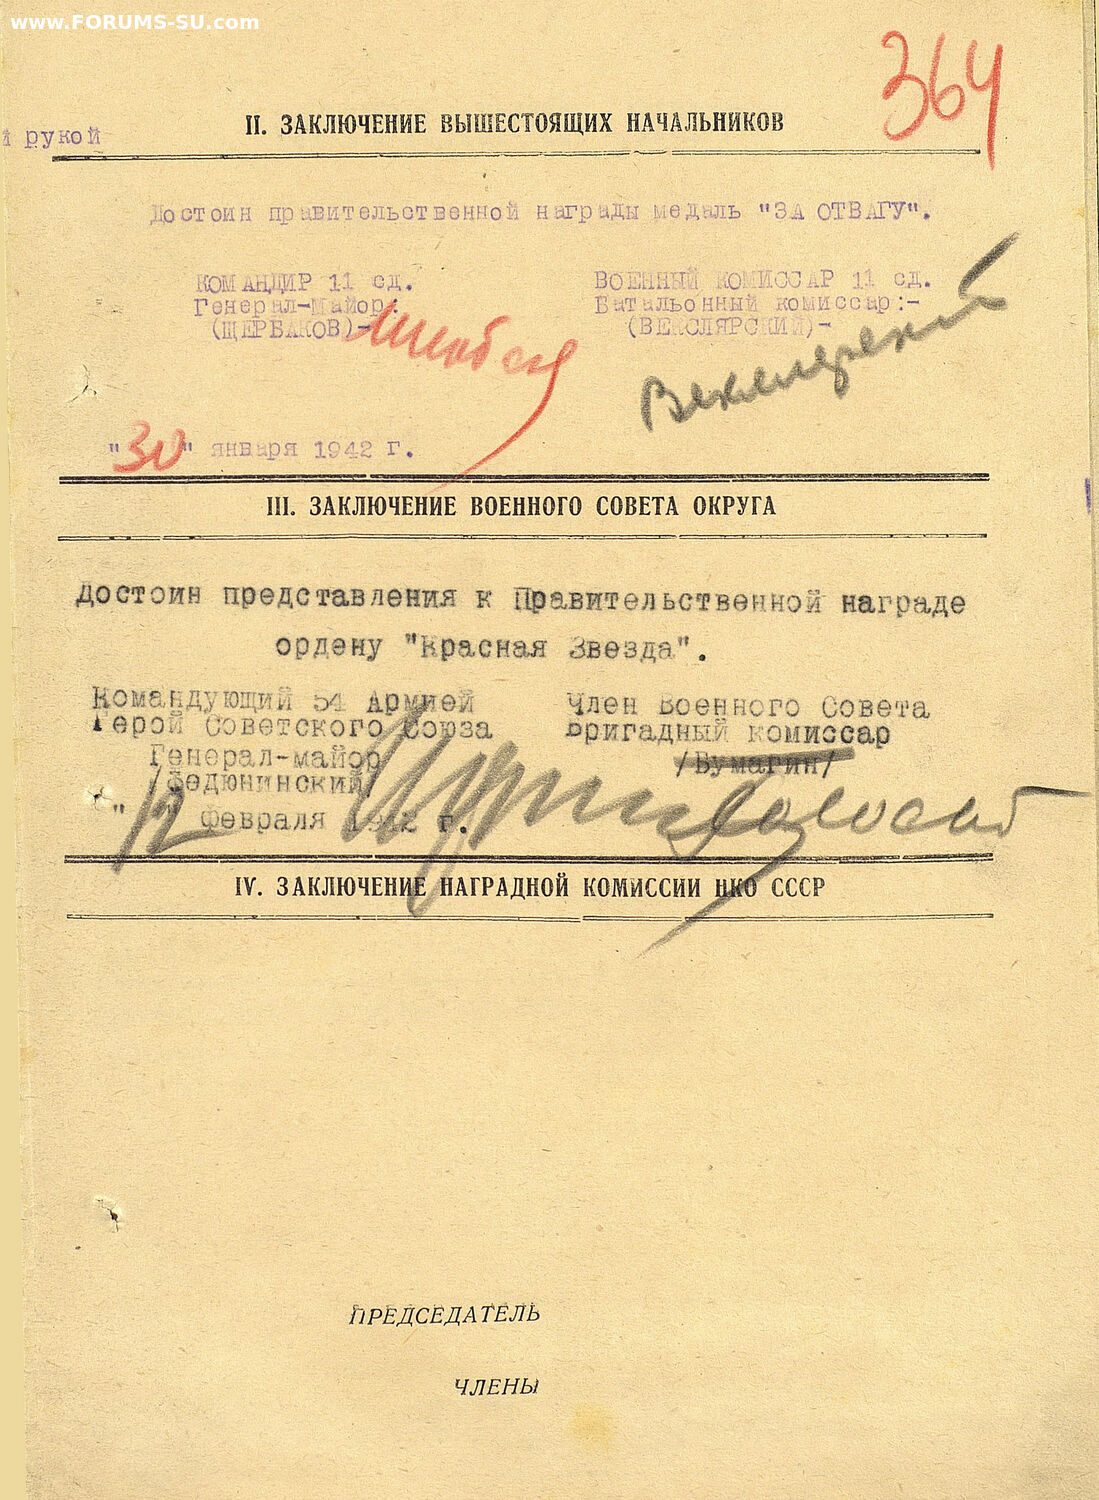 www.FORUMS-SU.com
364
II. ЗАКЛЮЧЕНИЕ ВЫШЕСТОЯЩИХ НАЧАЛЬНИКОВ
й рукой
Достоин правительственной награды медаль "ЗА ОТВАГУ".
КОМАНДИР 11 сд. ВОЕННЫЙ КОМИССАР 11 сд.
Генерал-Майор: Батальонный комиссар:-
(ЩЕРБАКОВ)- (ВЕКСЛЯРСКИЙ)-
"30" января 1942 г.
III. ЗАКЛЮЧЕНИЕ ВОЕННОГО СОВЕТА ОКРУГА
Достоин представления к Правительственной награде
ордену "Красная Звезда".
Командующий 54 Армией Член Военного Совета
Герой Советского Союза Бригадный комиссар
Генерал-майор /Бумагин/
/Федюнинский/
"12" февраля 1942 г.
IV. ЗАКЛЮЧЕНИЕ НАГРАДНОЙ КОМИССИИ НКО СССР
ПРЕДСЕДАТЕЛЬ
ЧЛЕНЫ